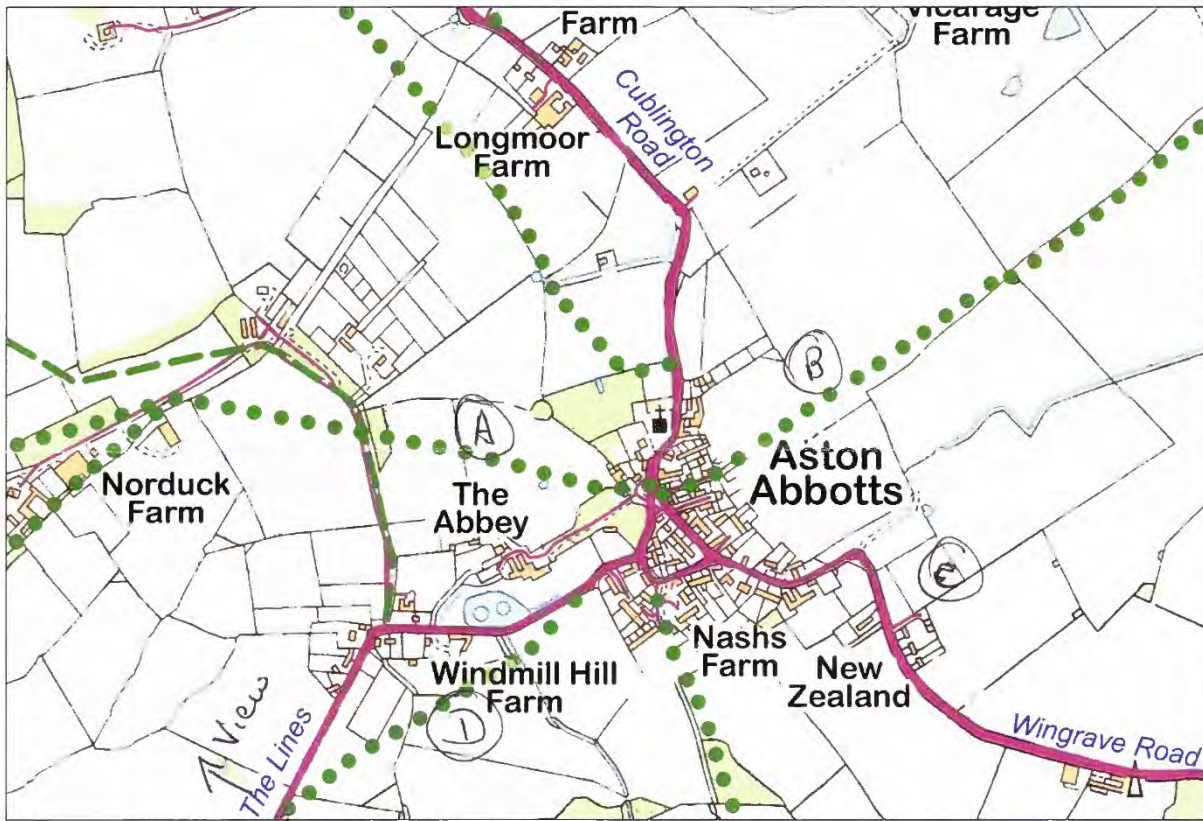 Farm
Vicarage
Farm
Cublington
Road
Longmoor
Farm
B
A
Aston
Abbotts
Norduck
Farm
The
Abbey
E
Nashs
Farm
New
Zealand
Windmill Hill
Farm
View
D
The Lines
Wingrave Road